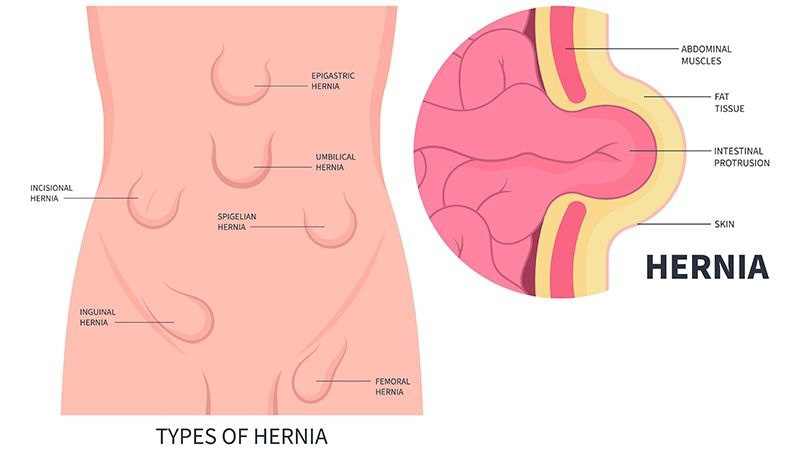 EPIGASTRIC
HERNIA
UMBILICAL
HERNIA
INCISIONAL
HERNIA
SPIGELIAN
HERNIA
INGUINAL
HERNIA
FEMORAL
HERNIA
TYPES OF HERNIA
ABDOMINAL
MUSCLES
FAT
TISSUE
INTESTINAL
PROTRUSION
SKIN
HERNIA